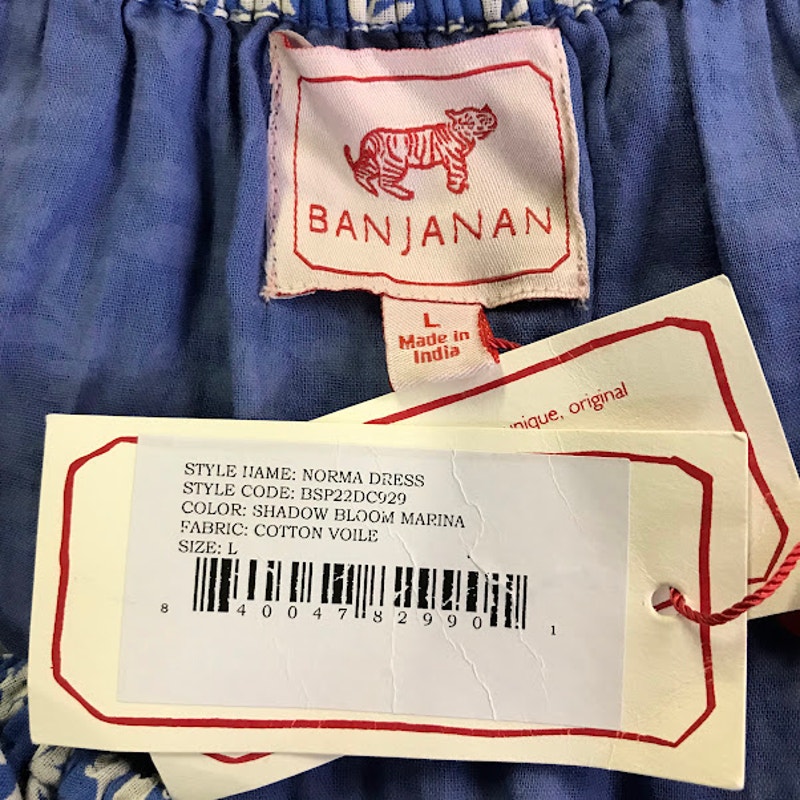 BANJANAN
L
Made in
India
unique, original
STYLE NAME: NORMA DRESS
STYLE CODE: BSP22DC929
COLOR: SHADOW BLOOM MARINA
FABRIC: COTTON VOILE
SIZE: L
8 40047 82990 1